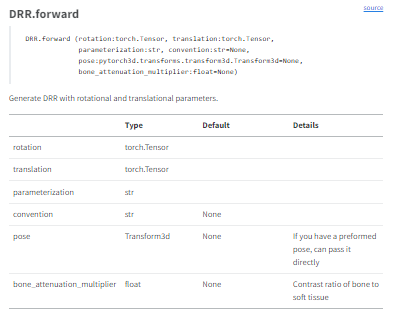 DRR.forward
source
DRR.forward (rotation:torch.Tensor, translation:torch.Tensor,
parameterization:str, convention:str=None,
pose:pytorch3d.transforms.transform3d.Transform3d=None,
bone_attenuation_multiplier:float=None)
Generate DRR with rotational and translational parameters.
Type Default Details
rotation torch.Tensor
translation torch.Tensor
parameterization str
convention str None
pose Transform3d None If you have a preformed
pose, can pass it
directly
bone_attenuation_multiplier float None Contrast ratio of bone to
soft tissue